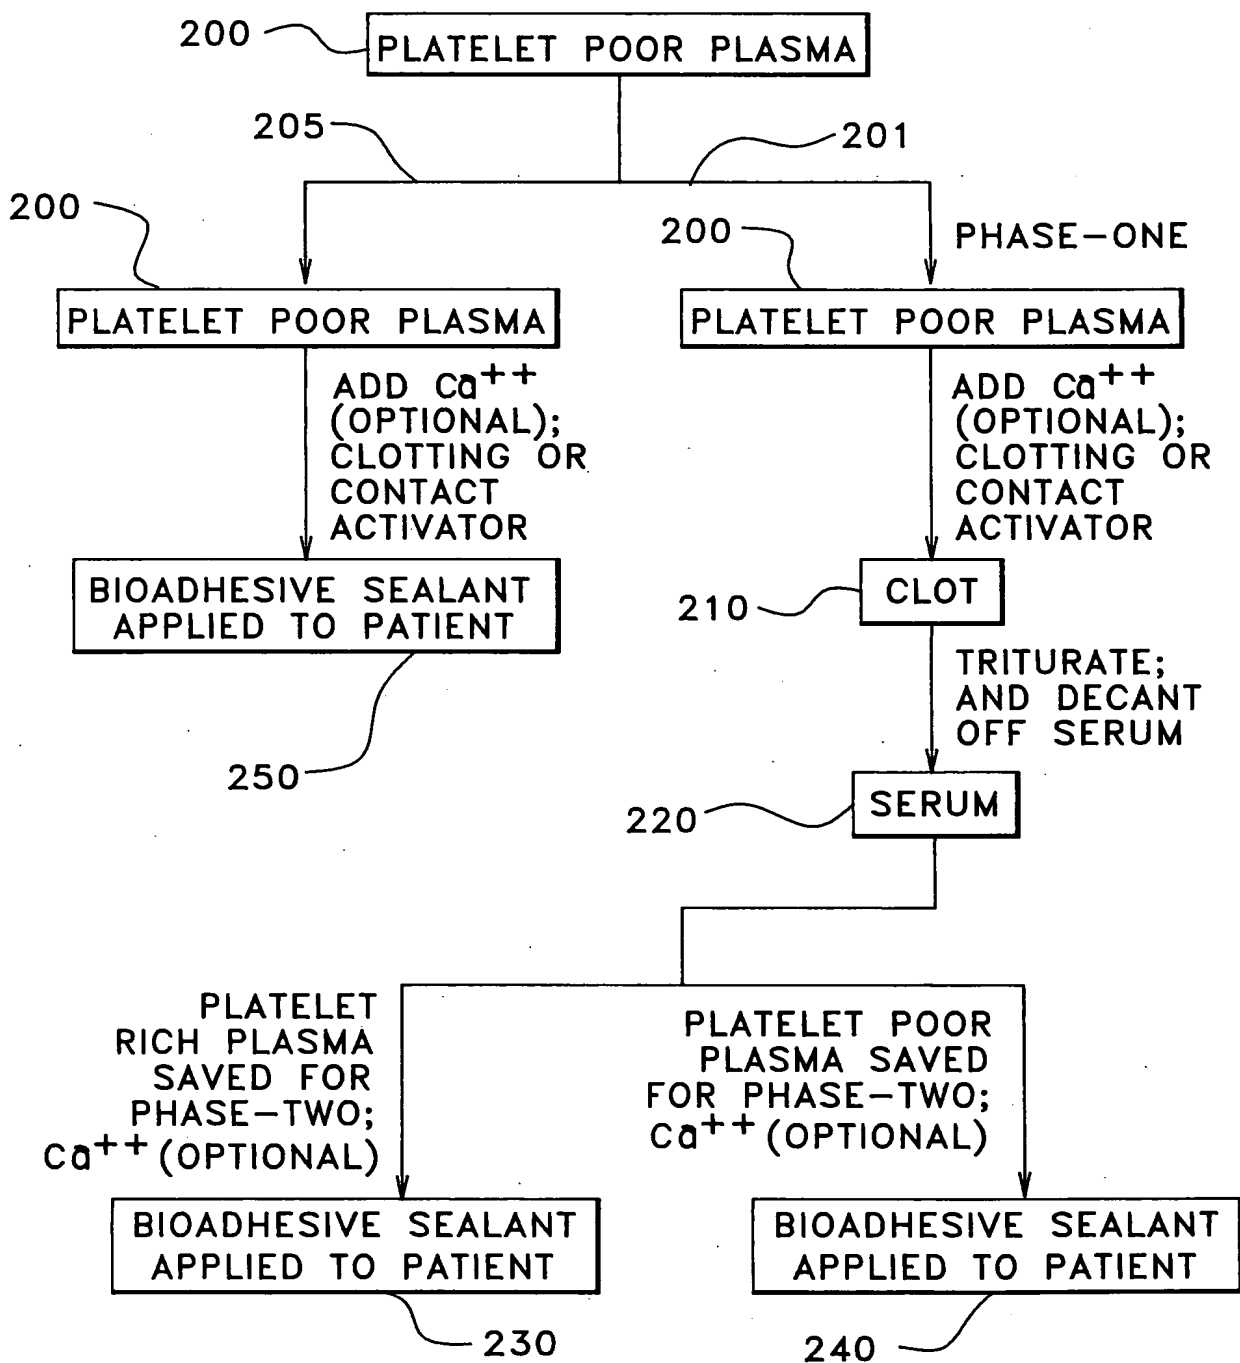 200
PLATELET POOR PLASMA
205
201
200
200
PHASE-ONE
PLATELET POOR PLASMA
PLATELET POOR PLASMA
ADD Ca++
(OPTIONAL);
CLOTTING OR
CONTACT
ACTIVATOR
ADD Ca++
(OPTIONAL);
CLOTTING OR
CONTACT
ACTIVATOR
BIOADHESIVE SEALANT
APPLIED TO PATIENT
250
210
CLOT
TRITURATE;
AND DECANT
OFF SERUM
220
SERUM
PLATELET
RICH PLASMA
SAVED FOR
PHASE-TWO;
Ca++ (OPTIONAL)
PLATELET POOR
PLASMA SAVED
FOR PHASE-TWO;
Ca++ (OPTIONAL)
BIOADHESIVE SEALANT
APPLIED TO PATIENT
230
BIOADHESIVE SEALANT
APPLIED TO PATIENT
240